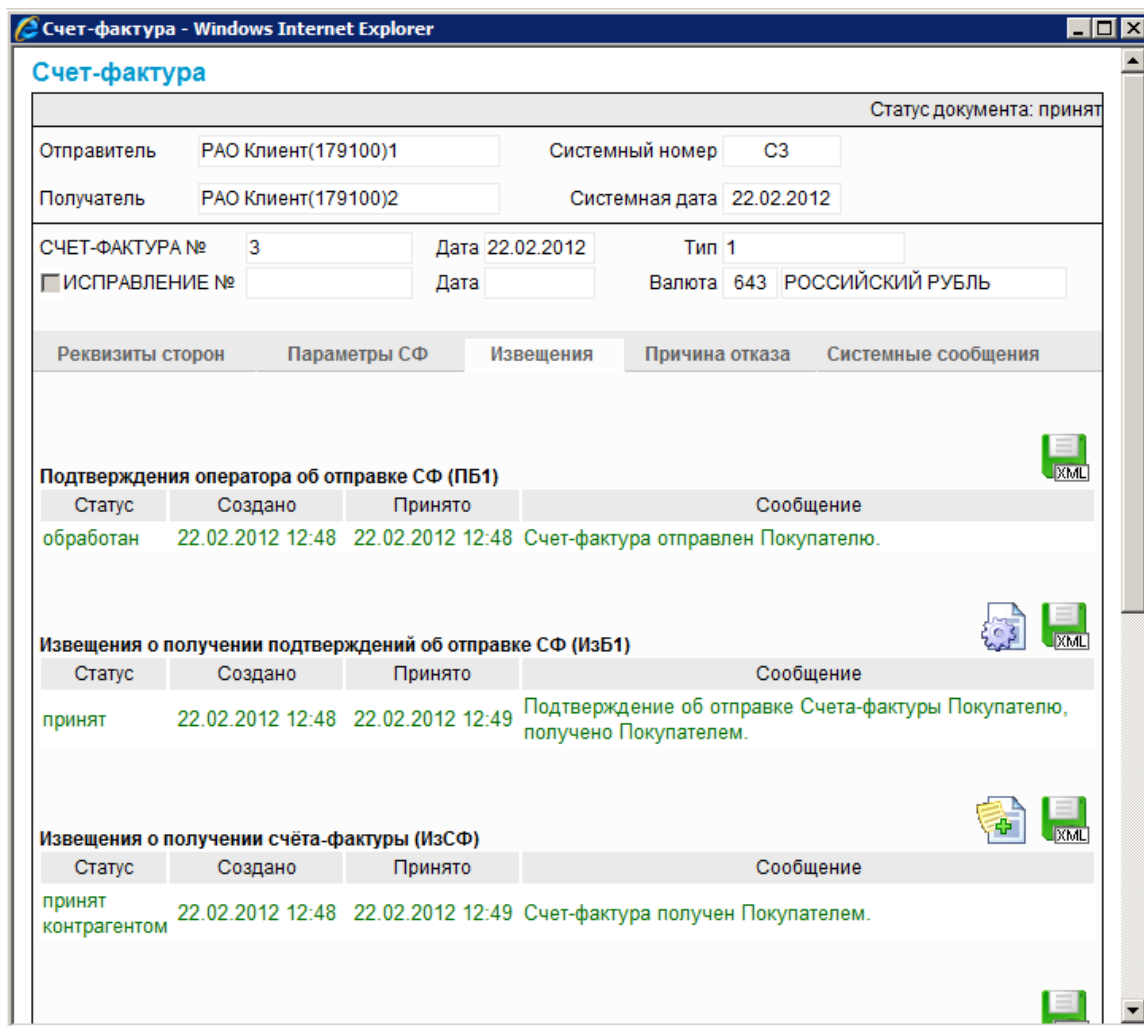 Счет-фактура - Windows Internet Explorer
Счет-фактура
Статус документа: принят
Отправитель РАО Клиент(179100)1 Системный номер С3
Получатель РАО Клиент(179100)2 Системная дата 22.02.2012
СЧЕТ-ФАКТУРА № 3 Дата 22.02.2012 Тип 1
ИСПРАВЛЕНИЕ № Дата Валюта 643 РОССИЙСКИЙ РУБЛЬ
Реквизиты сторон Параметры СФ Извещения Причина отказа Системные сообщения
XML
Подтверждения оператора об отправке СФ (ПБ1)
Статус Создано Принято Сообщение
обработан 22.02.2012 12:48 22.02.2012 12:48 Счет-фактура отправлен Покупателю.
XML
Извещения о получении подтверждений об отправке СФ (ИзБ1)
Статус Создано Принято Сообщение
принят 22.02.2012 12:48 22.02.2012 12:49 Подтверждение об отправке Счета-фактуры Покупателю,
получено Покупателем.
XML
Извещения о получении счёта-фактуры (ИзСФ)
Статус Создано Принято Сообщение
принят
контрагентом 22.02.2012 12:48 22.02.2012 12:49 Счет-фактура получен Покупателем.